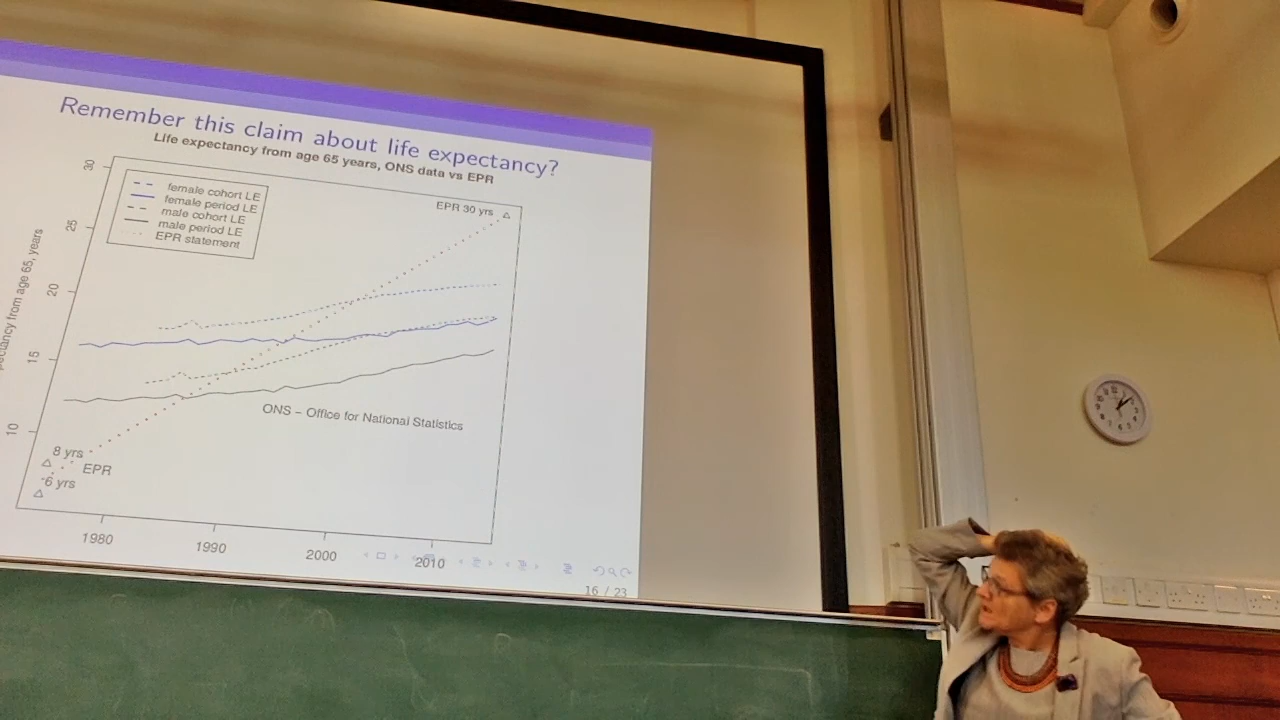 Remember this claim about life expectancy?
Life expectancy from age 65 years, ONS data vs EPR
30
25
20
15
10
from age 65, years
female cohort LE
female period LE
male cohort LE
male period LE
EPR statement
EPR 30 yrs
ONS – Office for National Statistics
8 yrs
EPR
6 yrs
1980
1990
2000
2010
16 / 23